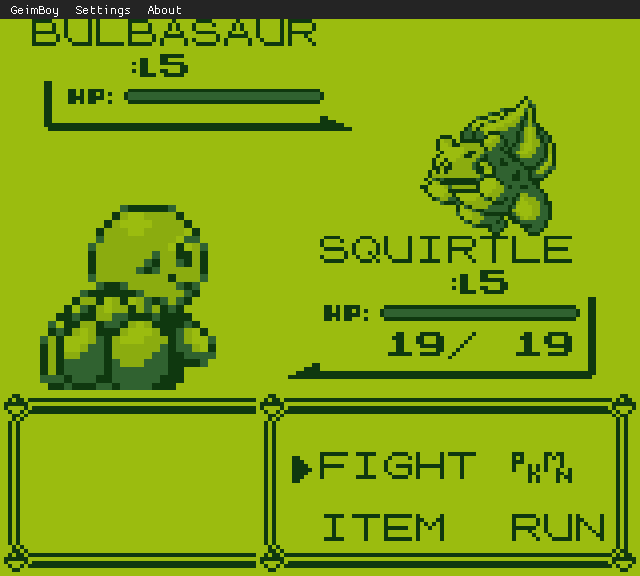 GeimBoy Settings About
BULBASAUR
:L5
HP:
SQUIRTLE
:L5
HP:
19/ 19
FIGHT PKMN
ITEM RUN